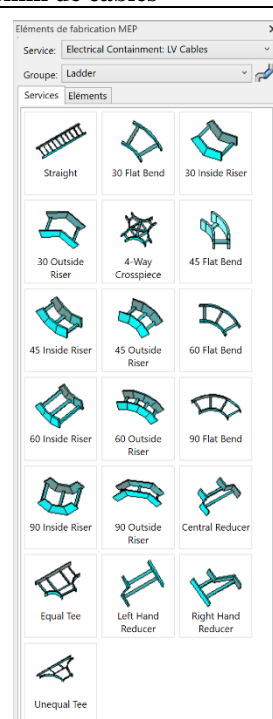 Eléments de fabrication MEP
Service: Electrical Containment: LV Cables
Groupe: Ladder
Services Eléments
Straight 30 Flat Bend 30 Inside Riser
30 Outside Riser 4-Way Crosspiece 45 Flat Bend
45 Inside Riser 45 Outside Riser 60 Flat Bend
60 Inside Riser 60 Outside Riser 90 Flat Bend
90 Inside Riser 90 Outside Riser Central Reducer
Equal Tee Left Hand Reducer Right Hand Reducer
Unequal Tee